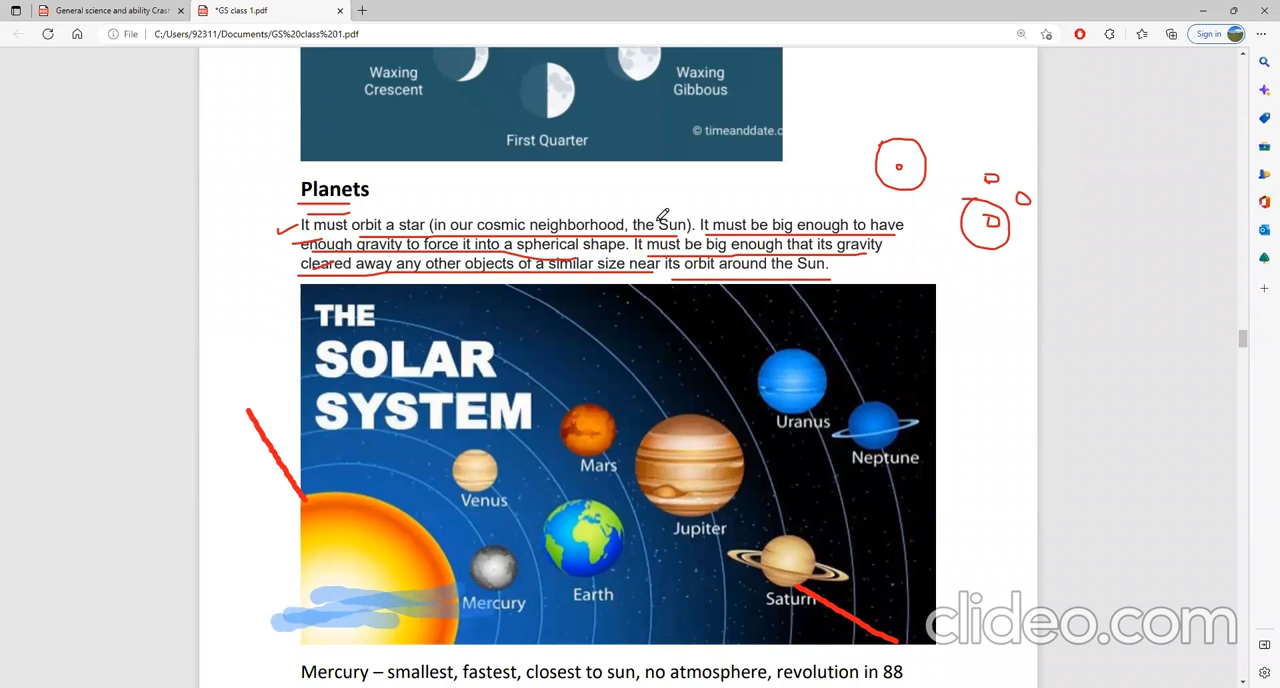 General science and ability Crash
*GS class 1.pdf
File
C:/Users/92311/Documents/GS%20class%201.pdf
Sign in
Waxing
Crescent
Waxing
Gibbous
First Quarter
© timeanddate.c
Planets
It must orbit a star (in our cosmic neighborhood, the Sun). It must be big enough to have
enough gravity to force it into a spherical shape. It must be big enough that its gravity
cleared away any other objects of a similar size near its orbit around the Sun.
THE
SOLAR
SYSTEM
Uranus
Neptune
Mars
Venus
Jupiter
Earth
Mercury
Saturn
clideo.com
Mercury – smallest, fastest, closest to sun, no atmosphere, revolution in 88